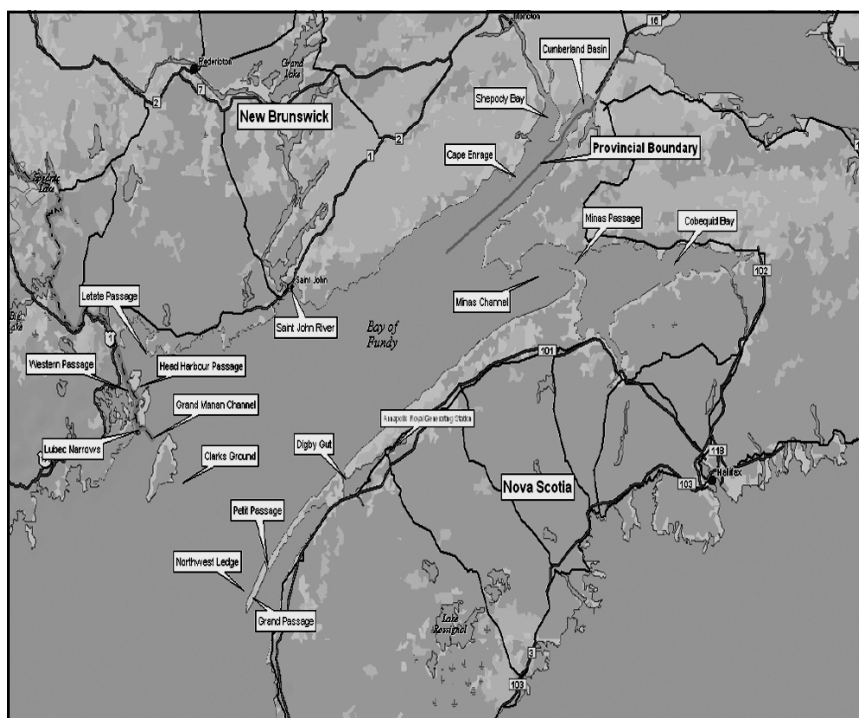 Moncton
16
Cumberland Basin
1
Fredericton
Grand
Lake
7
2
Shepody Bay
New Brunswick
2
1
Cape Enrage
Provincial Boundary
Minas Passage
Cobequid Bay
102
Letete Passage
Saint John
Minas Channel
Saint John River
Bay of
Fundy
1
101
Western Passage
Head Harbour Passage
Grand Manan Channel
Annapolis Royal Generating Station
Lubec Narrows
Digby Gut
Clarks Ground
118
Halifax
103
Nova Scotia
Petit Passage
Northwest Ledge
Grand Passage
Lake
Rossignol
3
103